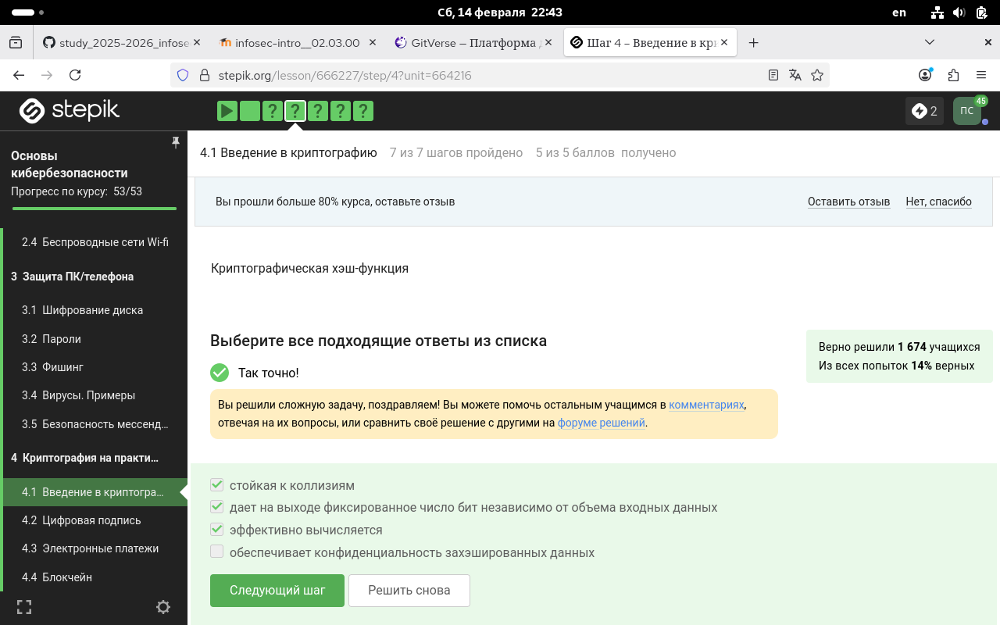 Сб, 14 февраля 22:43
en
study_2025-2026_infose
infosec-intro__02.03.00
GitVerse — Платформа
Шаг 4 – Введение в кри
stepik.org/lesson/666227/step/4?unit=664216
stepik
? ? ? ? ?
2
ПС
45
Основы
кибербезопасности
Прогресс по курсу: 53/53
2.4 Беспроводные сети Wi-fi
3 Защита ПК/телефона
3.1 Шифрование диска
3.2 Пароли
3.3 Фишинг
3.4 Вирусы. Примеры
3.5 Безопасность мессенд...
4 Криптография на практи...
4.1 Введение в криптогра...
4.2 Цифровая подпись
4.3 Электронные платежи
4.4 Блокчейн
4.1 Введение в криптографию 7 из 7 шагов пройдено 5 из 5 баллов получено
Вы прошли больше 80% курса, оставьте отзыв
Оставить отзыв
Нет, спасибо
Криптографическая хэш-функция
Выберите все подходящие ответы из списка
Так точно!
Вы решили сложную задачу, поздравляем! Вы можете помочь остальным учащимся в комментариях,
отвечая на их вопросы, или сравнить своё решение с другими на форуме решений.
Верно решили 1 674 учащихся
Из всех попыток 14% верных
стойкая к коллизиям
дает на выходе фиксированное число бит независимо от объема входных данных
эффективно вычисляется
обеспечивает конфиденциальность захэшированных данных
Следующий шаг
Решить снова